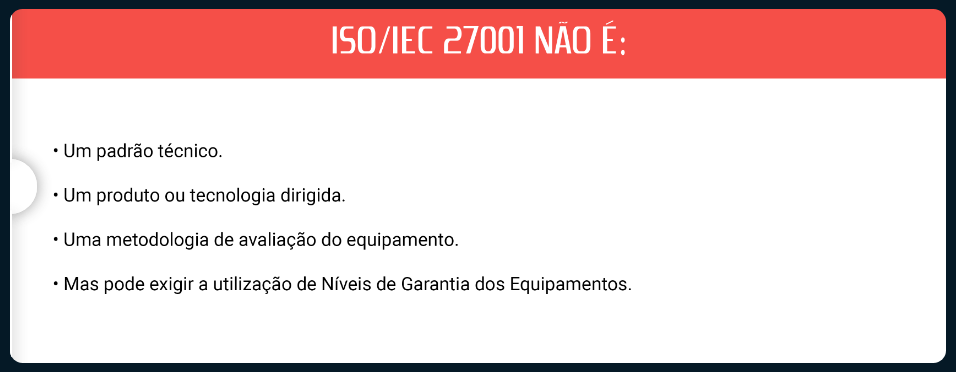 ISO/IEC 27001 NÃO É:
• Um padrão técnico.
• Um produto ou tecnologia dirigida.
• Uma metodologia de avaliação do equipamento.
• Mas pode exigir a utilização de Níveis de Garantia dos Equipamentos.